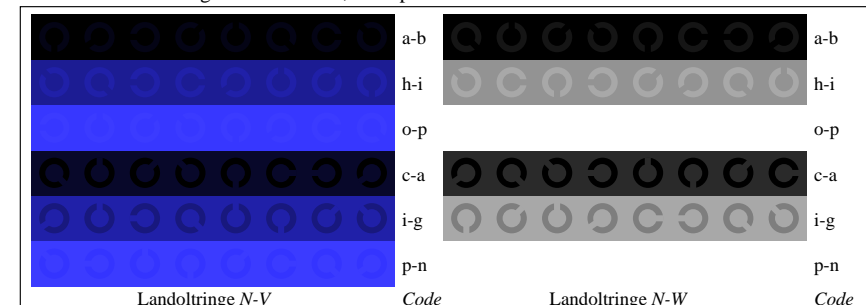 a-b a-b
h-i h-i
o-p o-p
c-a c-a
i-g i-g
p-n p-n
Landoltringe N-V Code Landoltringe N-W Code